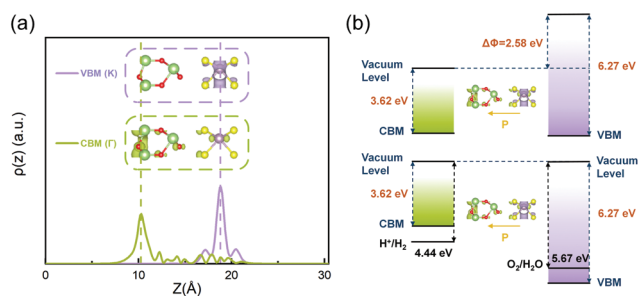 (a)
VBM (K)
CBM (Γ)
ρ(z) (a.u.)
0
10
20
30
Z(Å)
(b)
ΔΦ=2.58 eV
Vacuum
Level
3.62 eV
6.27 eV
CBM
P
VBM
Vacuum
Level
Vacuum
Level
3.62 eV
6.27 eV
CBM
P
H⁺/H₂
4.44 eV
O₂/H₂O
5.67 eV
VBM